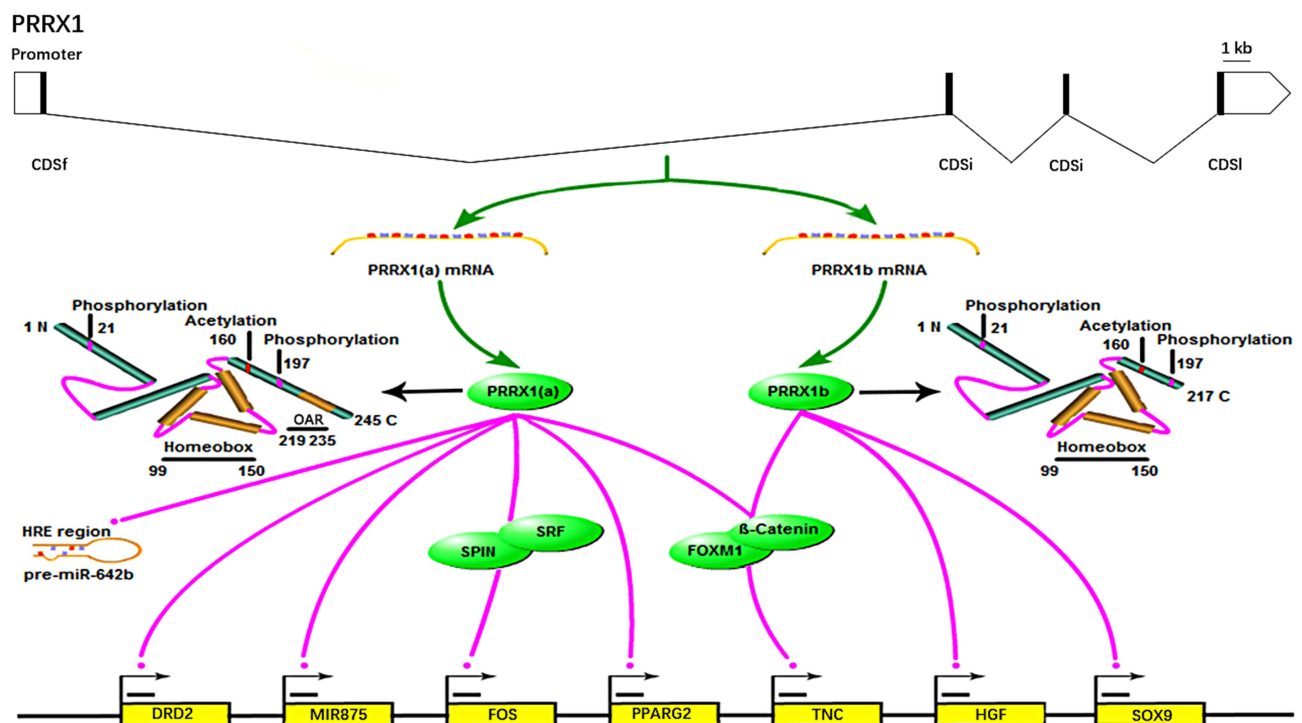 PRRX1
Promoter
1 kb
CDSf
CDSi
CDSi
CDSl
PRRX1(a) mRNA
PRRX1b mRNA
Phosphorylation
1 N
21
Acetylation
160
Phosphorylation
197
245 C
OAR
219 235
Homeobox
99
150
PRRX1(a)
PRRX1b
Phosphorylation
1 N
21
Acetylation
160
Phosphorylation
197
217 C
Homeobox
99
150
HRE region
pre-miR-642b
SPIN
SRF
FOXM1
ß-Catenin
DRD2
MIR875
FOS
PPARG2
TNC
HGF
SOX9